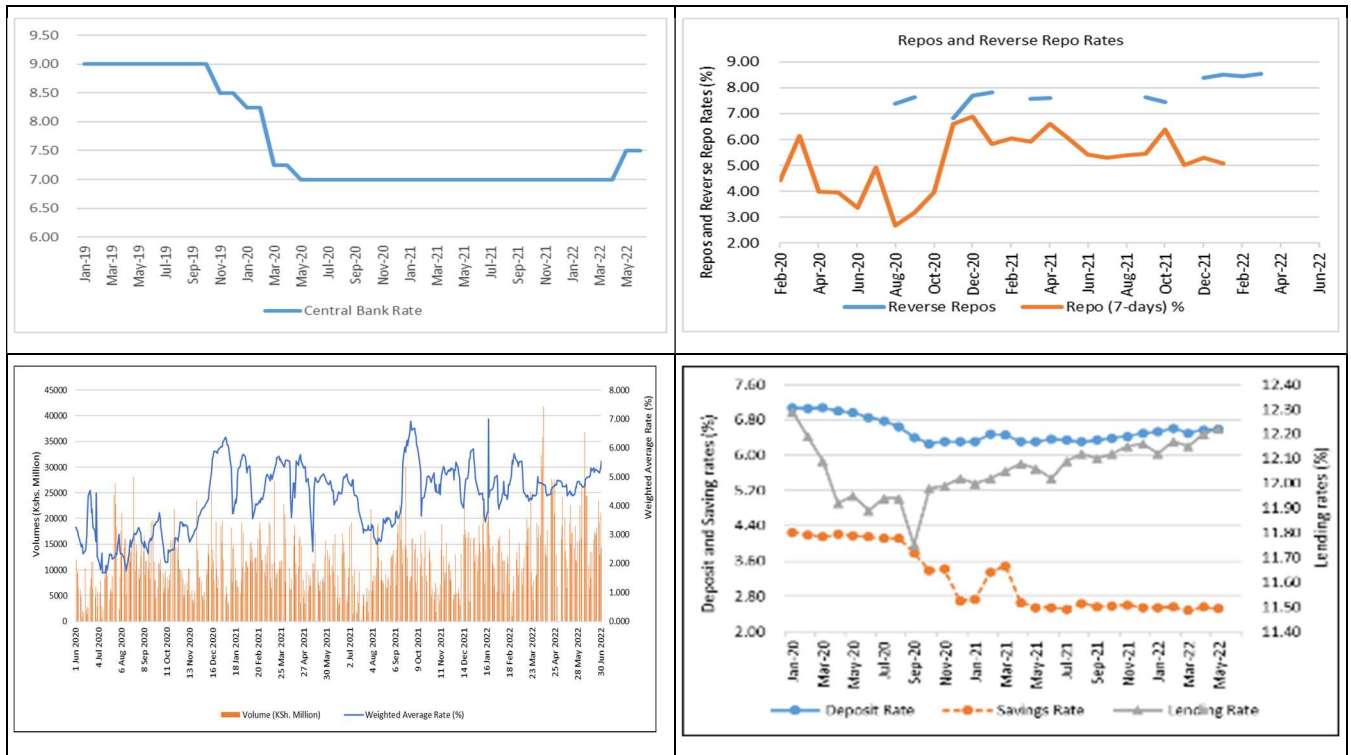 9.50
9.00
8.50
8.00
7.50
7.00
6.50
6.00
Jan-19
Mar-19
May-19
Jul-19
Sep-19
Nov-19
Jan-20
Mar-20
May-20
Jul-20
Sep-20
Nov-20
Jan-21
Mar-21
May-21
Jul-21
Sep-21
Nov-21
Jan-22
Mar-22
May-22
Central Bank Rate
Repos and Reverse Repo Rates
Repos and Reverse Repo Rates (%)
9.00
8.00
7.00
6.00
5.00
4.00
3.00
2.00
Feb-20
Apr-20
Jun-20
Aug-20
Oct-20
Dec-20
Feb-21
Apr-21
Jun-21
Aug-21
Oct-21
Dec-21
Feb-22
Apr-22
Jun-22
Reverse Repos
Repo (7-days) %
Volumes (Kshs. Million)
45000
40000
35000
30000
25000
20000
15000
10000
5000
0
8.000
7.000
6.000
5.000
4.000
3.000
2.000
1.000
0.000
Weighted Average Rate (%)
1 Jun 2020
4 Jul 2020
6 Aug 2020
8 Sep 2020
11 Oct 2020
13 Nov 2020
16 Dec 2020
18 Jan 2021
20 Feb 2021
25 Mar 2021
27 Apr 2021
30 May 2021
2 Jul 2021
4 Aug 2021
6 Sep 2021
9 Oct 2021
11 Nov 2021
14 Dec 2021
16 Jan 2022
18 Feb 2022
23 Mar 2022
25 Apr 2022
28 May 2022
30 Jun 2022
Volume (KSh. Million)
Weighted Average Rate (%)
Deposit and Saving rates (%)
7.60
6.80
6.00
5.20
4.40
3.60
2.80
2.00
12.40
12.30
12.20
12.10
12.00
11.90
11.80
11.70
11.60
11.50
11.40
Lending rates (%)
Jan-20
Mar-20
May-20
Jul-20
Sep-20
Nov-20
Jan-21
Mar-21
May-21
Jul-21
Sep-21
Nov-21
Jan-22
Mar-22
May-22
Deposit Rate
Savings Rate
Lending Rate